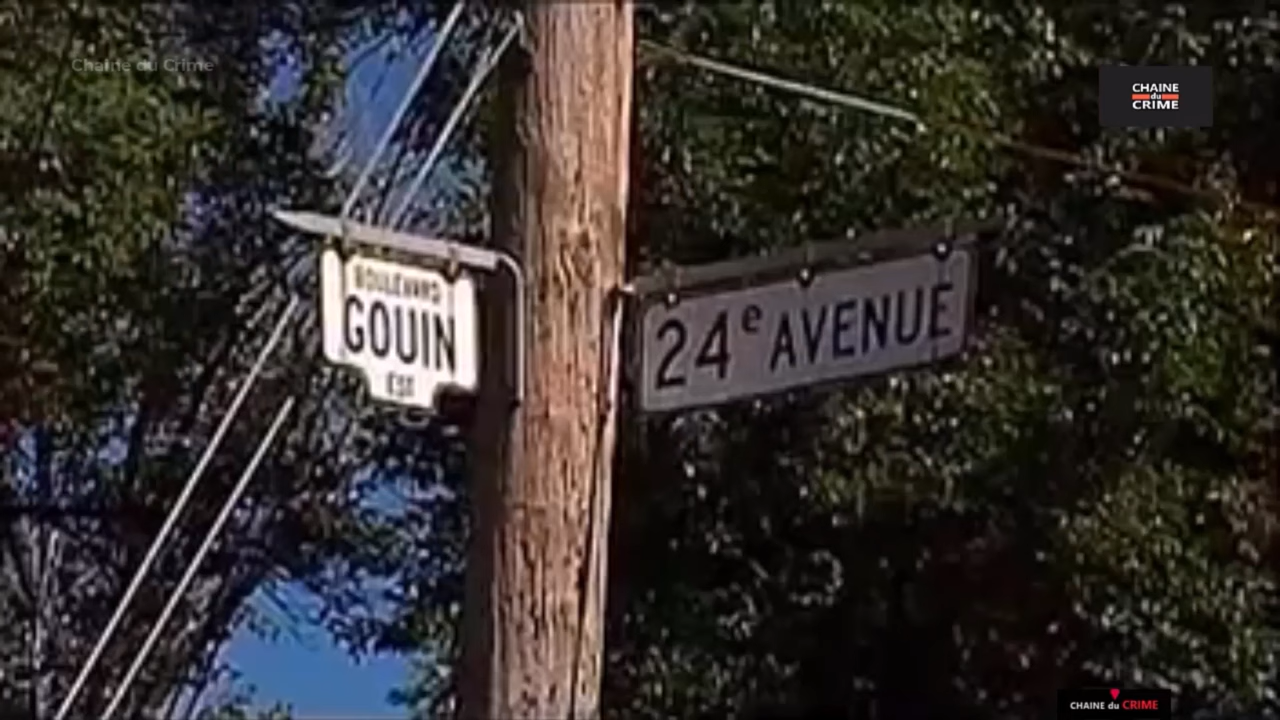 Chaine du Crime
CHAINE
du
CRIME
BOULEVARD
GOUIN
EST
24e AVENUE
CHAINE du CRIME